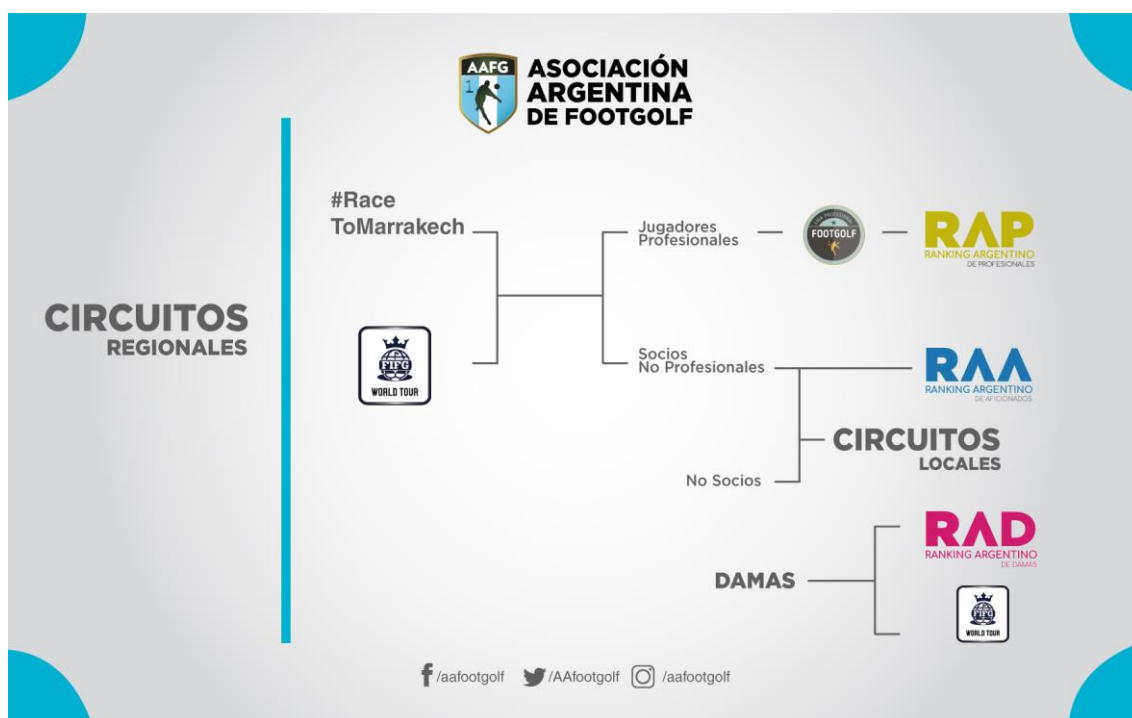 AAFG
ASOCIACIÓN
ARGENTINA
DE FOOTGOLF
CIRCUITOS
REGIONALES
#Race
ToMarrakech
FIFG
WORLD TOUR
Jugadores
Profesionales
FOOTGOLF
RAP
RANKING ARGENTINO
DE PROFESIONALES
Socios
No Profesionales
RAA
RANKING ARGENTINO
DE AFICIONADOS
CIRCUITOS
LOCALES
No Socios
DAMAS
RAD
RANKING ARGENTINO
DE DAMAS
FIFG
WORLD TOUR
/aafootgolf
/AAfootgolf
/aafootgolf